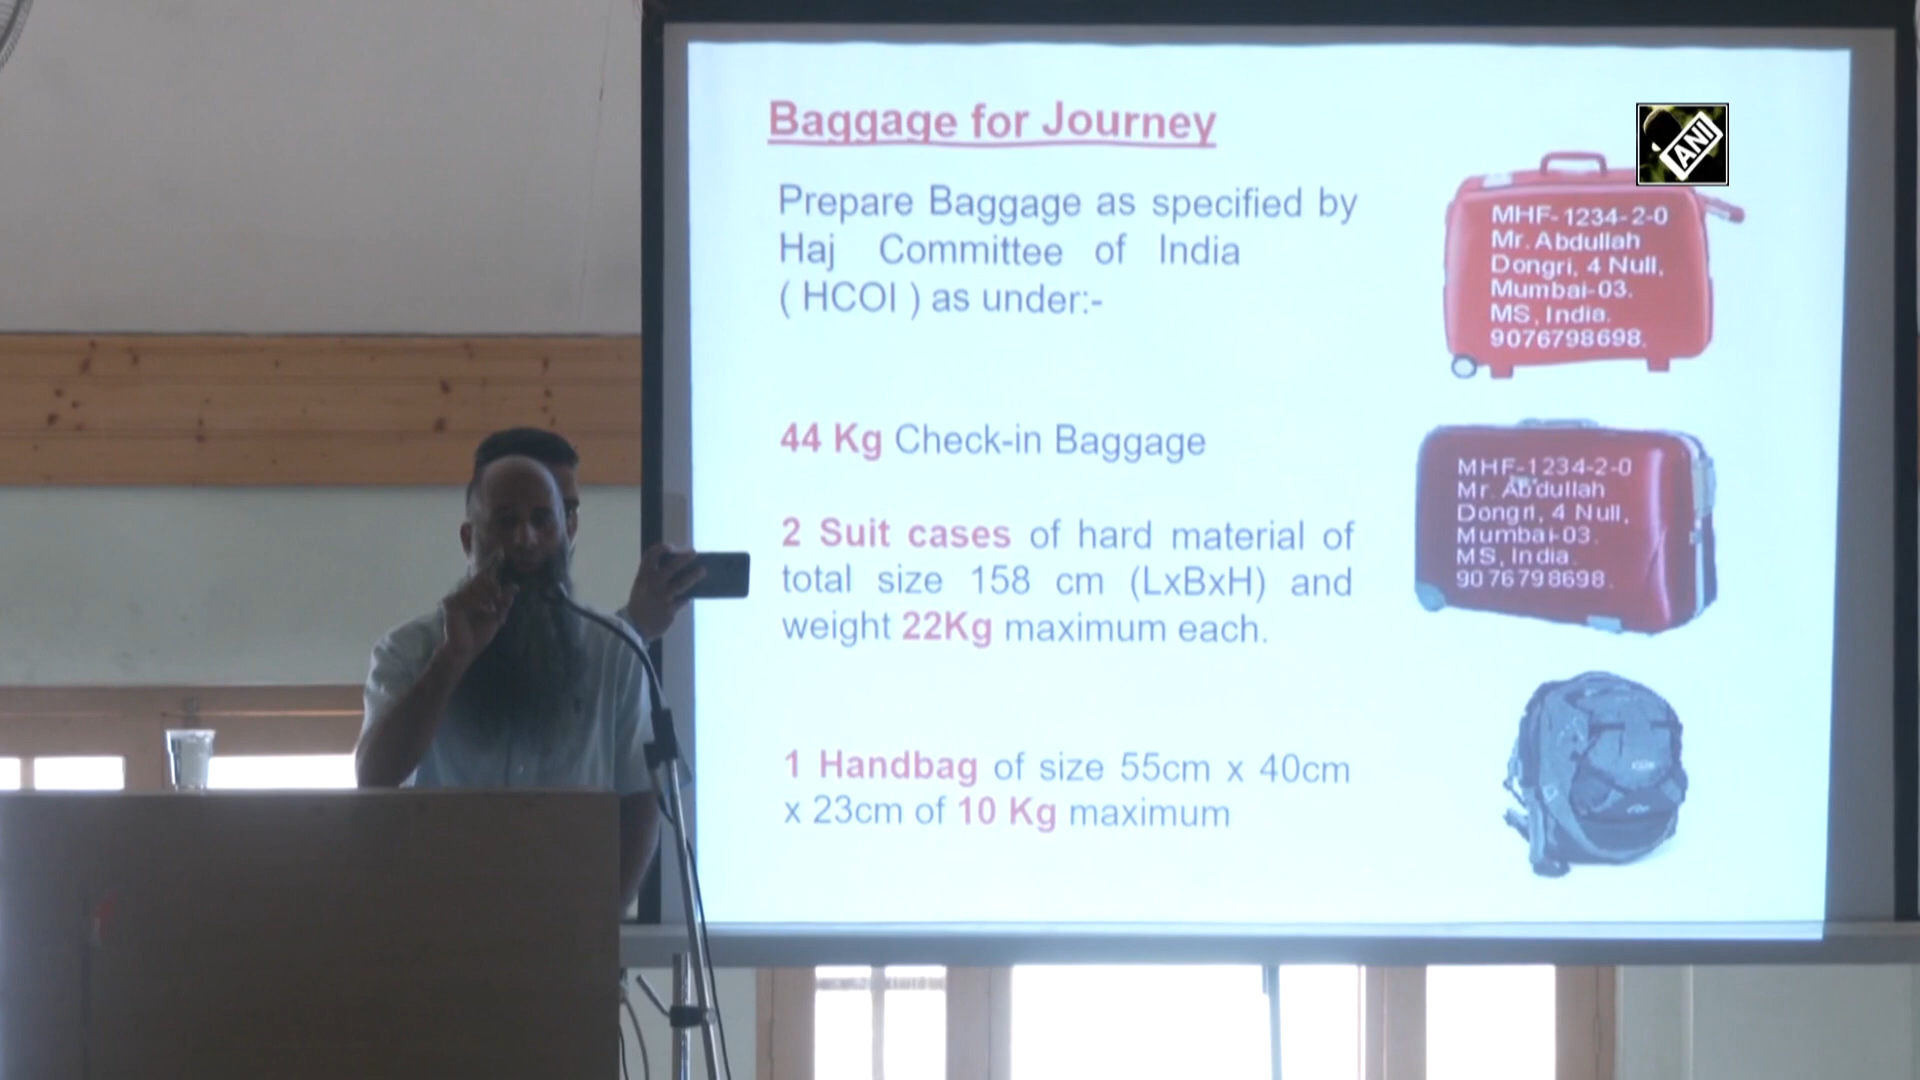 Baggage for Journey
Prepare Baggage as specified by
Haj Committee of India
( HCOI ) as under:-
44 Kg Check-in Baggage
2 Suit cases of hard material of
total size 158 cm (LxBxH) and
weight 22Kg maximum each.
1 Handbag of size 55cm x 40cm
x 23cm of 10 Kg maximum
ANI
MHF-1234-2-0
Mr. Abdullah
Dongri, 4 Null,
Mumbai-03.
MS, India.
9076798698.
MHF-1234-2-0
Mr. Abdullah
Dongri, 4 Null,
Mumbai-03.
MS, India.
9076798698.